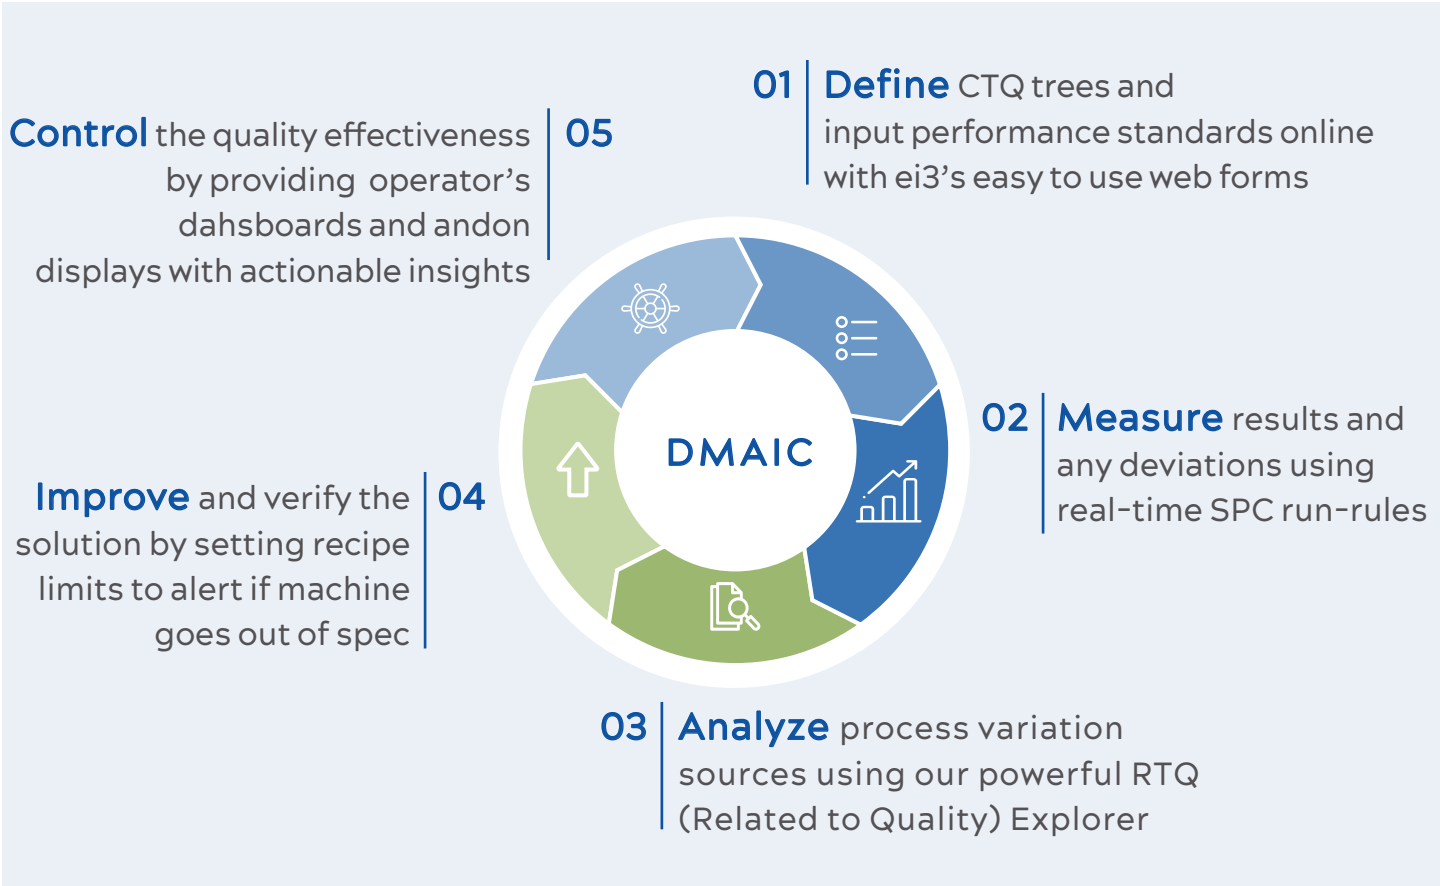 01
Define CTQ trees and
input performance standards online
with ei3’s easy to use web forms
02
Measure results and
any deviations using
real-time SPC run-rules
03
Analyze process variation
sources using our powerful RTQ
(Related to Quality) Explorer
04
Improve and verify the
solution by setting recipe
limits to alert if machine
goes out of spec
05
Control the quality effectiveness
by providing operator’s
dahsboards and andon
displays with actionable insights
DMAIC